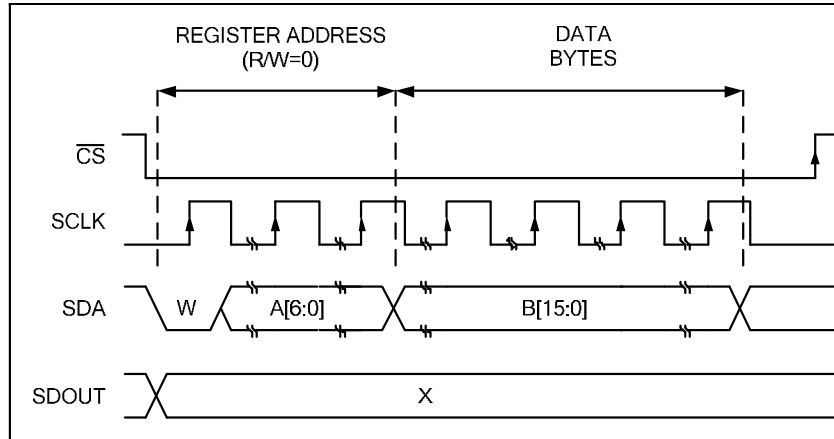 REGISTER ADDRESS
(R/W=0)
DATA
BYTES
CS
SCLK
SDA
W
A[6:0]
B[15:0]
SDOUT
X